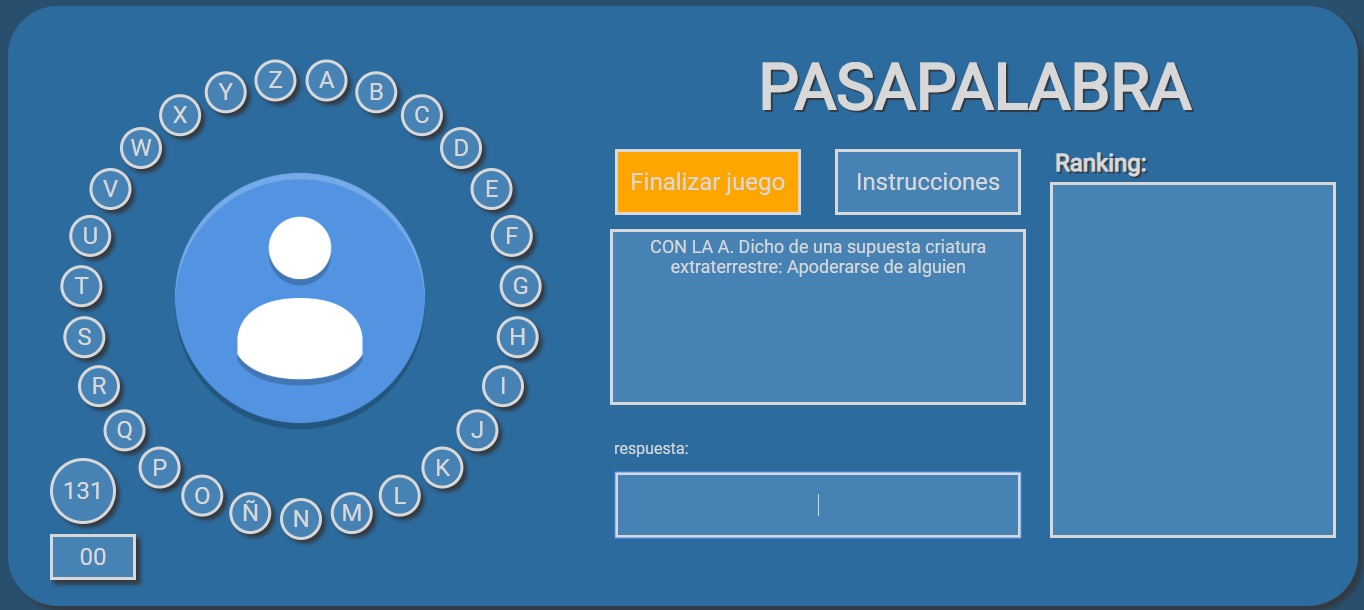 PASAPALABRA
Finalizar juego
Instrucciones
Ranking:
CON LA A. Dicho de una supuesta criatura
extraterrestre: Apoderarse de alguien
respuesta:
A
B
C
D
E
F
G
H
I
J
K
L
M
N
Ñ
O
P
Q
R
S
T
U
V
W
X
Y
Z
131
00